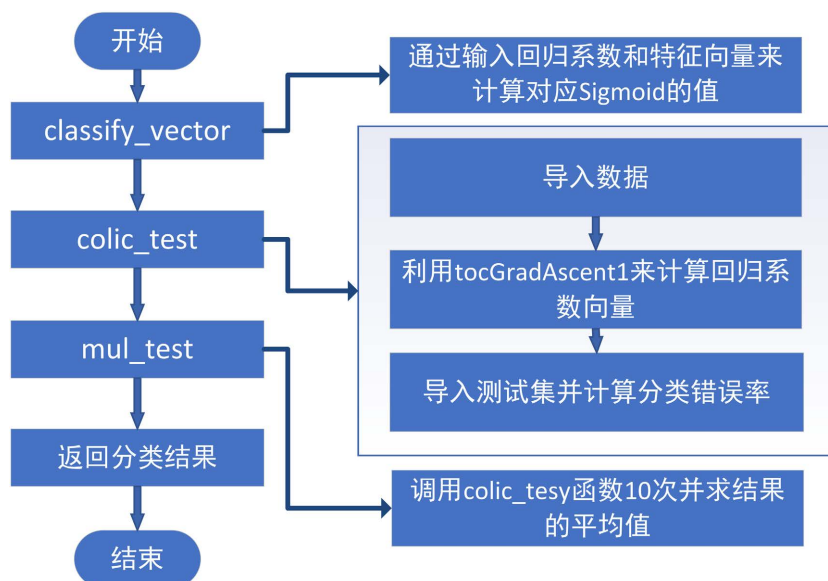 开始
classify_vector
colic_test
mul_test
返回分类结果
结束
通过输入回归系数和特征向量来
计算对应Sigmoid的值
导入数据
利用tocGradAscent1来计算回归系
数向量
导入测试集并计算分类错误率
调用colic_tesy函数10次并求结果
的平均值